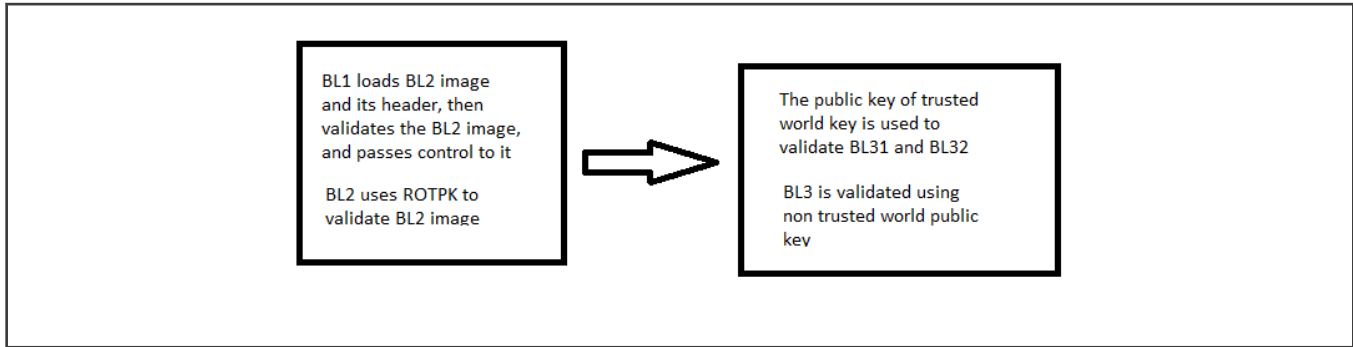 BL1 loads BL2 image
and its header, then
validates the BL2 image,
and passes control to it
BL2 uses ROTPK to
validate BL2 image
The public key of trusted
world key is used to
validate BL31 and BL32
BL3 is validated using
non trusted world public
key